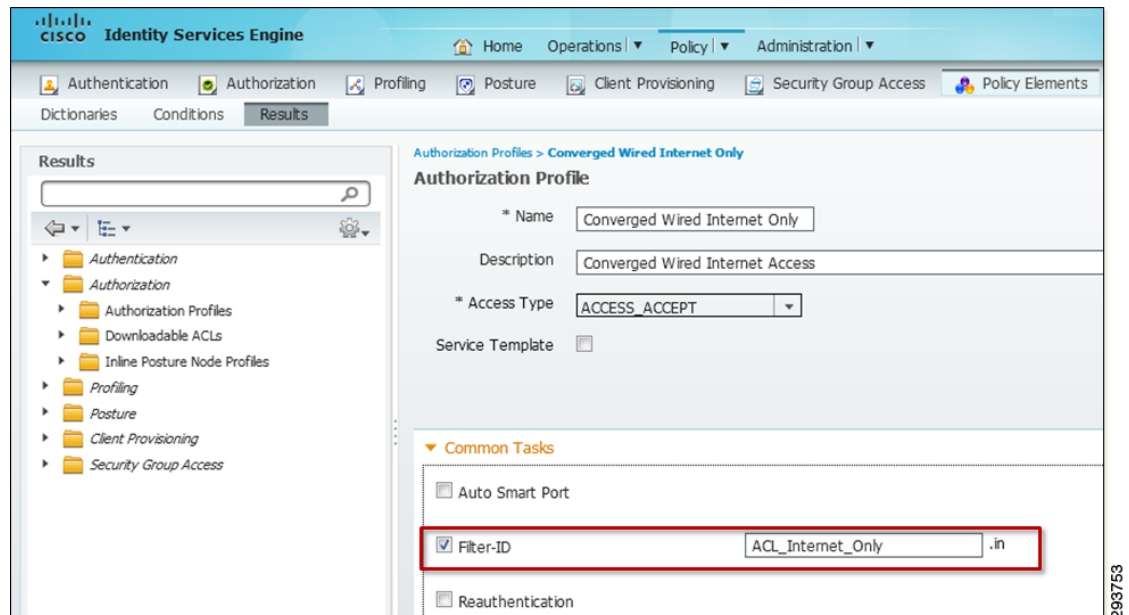 cisco Identity Services Engine
Home Operations Policy Administration
Authentication Authorization Profiling Posture Client Provisioning Security Group Access Policy Elements
Dictionaries Conditions Results
Results
Authentication
Authorization
Authorization Profiles
Downloadable ACLs
Inline Posture Node Profiles
Profiling
Posture
Client Provisioning
Security Group Access
Authorization Profiles > Converged Wired Internet Only
Authorization Profile
* Name Converged Wired Internet Only
Description Converged Wired Internet Access
* Access Type ACCESS_ACCEPT
Service Template
Common Tasks
Auto Smart Port
Filter-ID ACL_Internet_Only .in
Reauthentication
293753